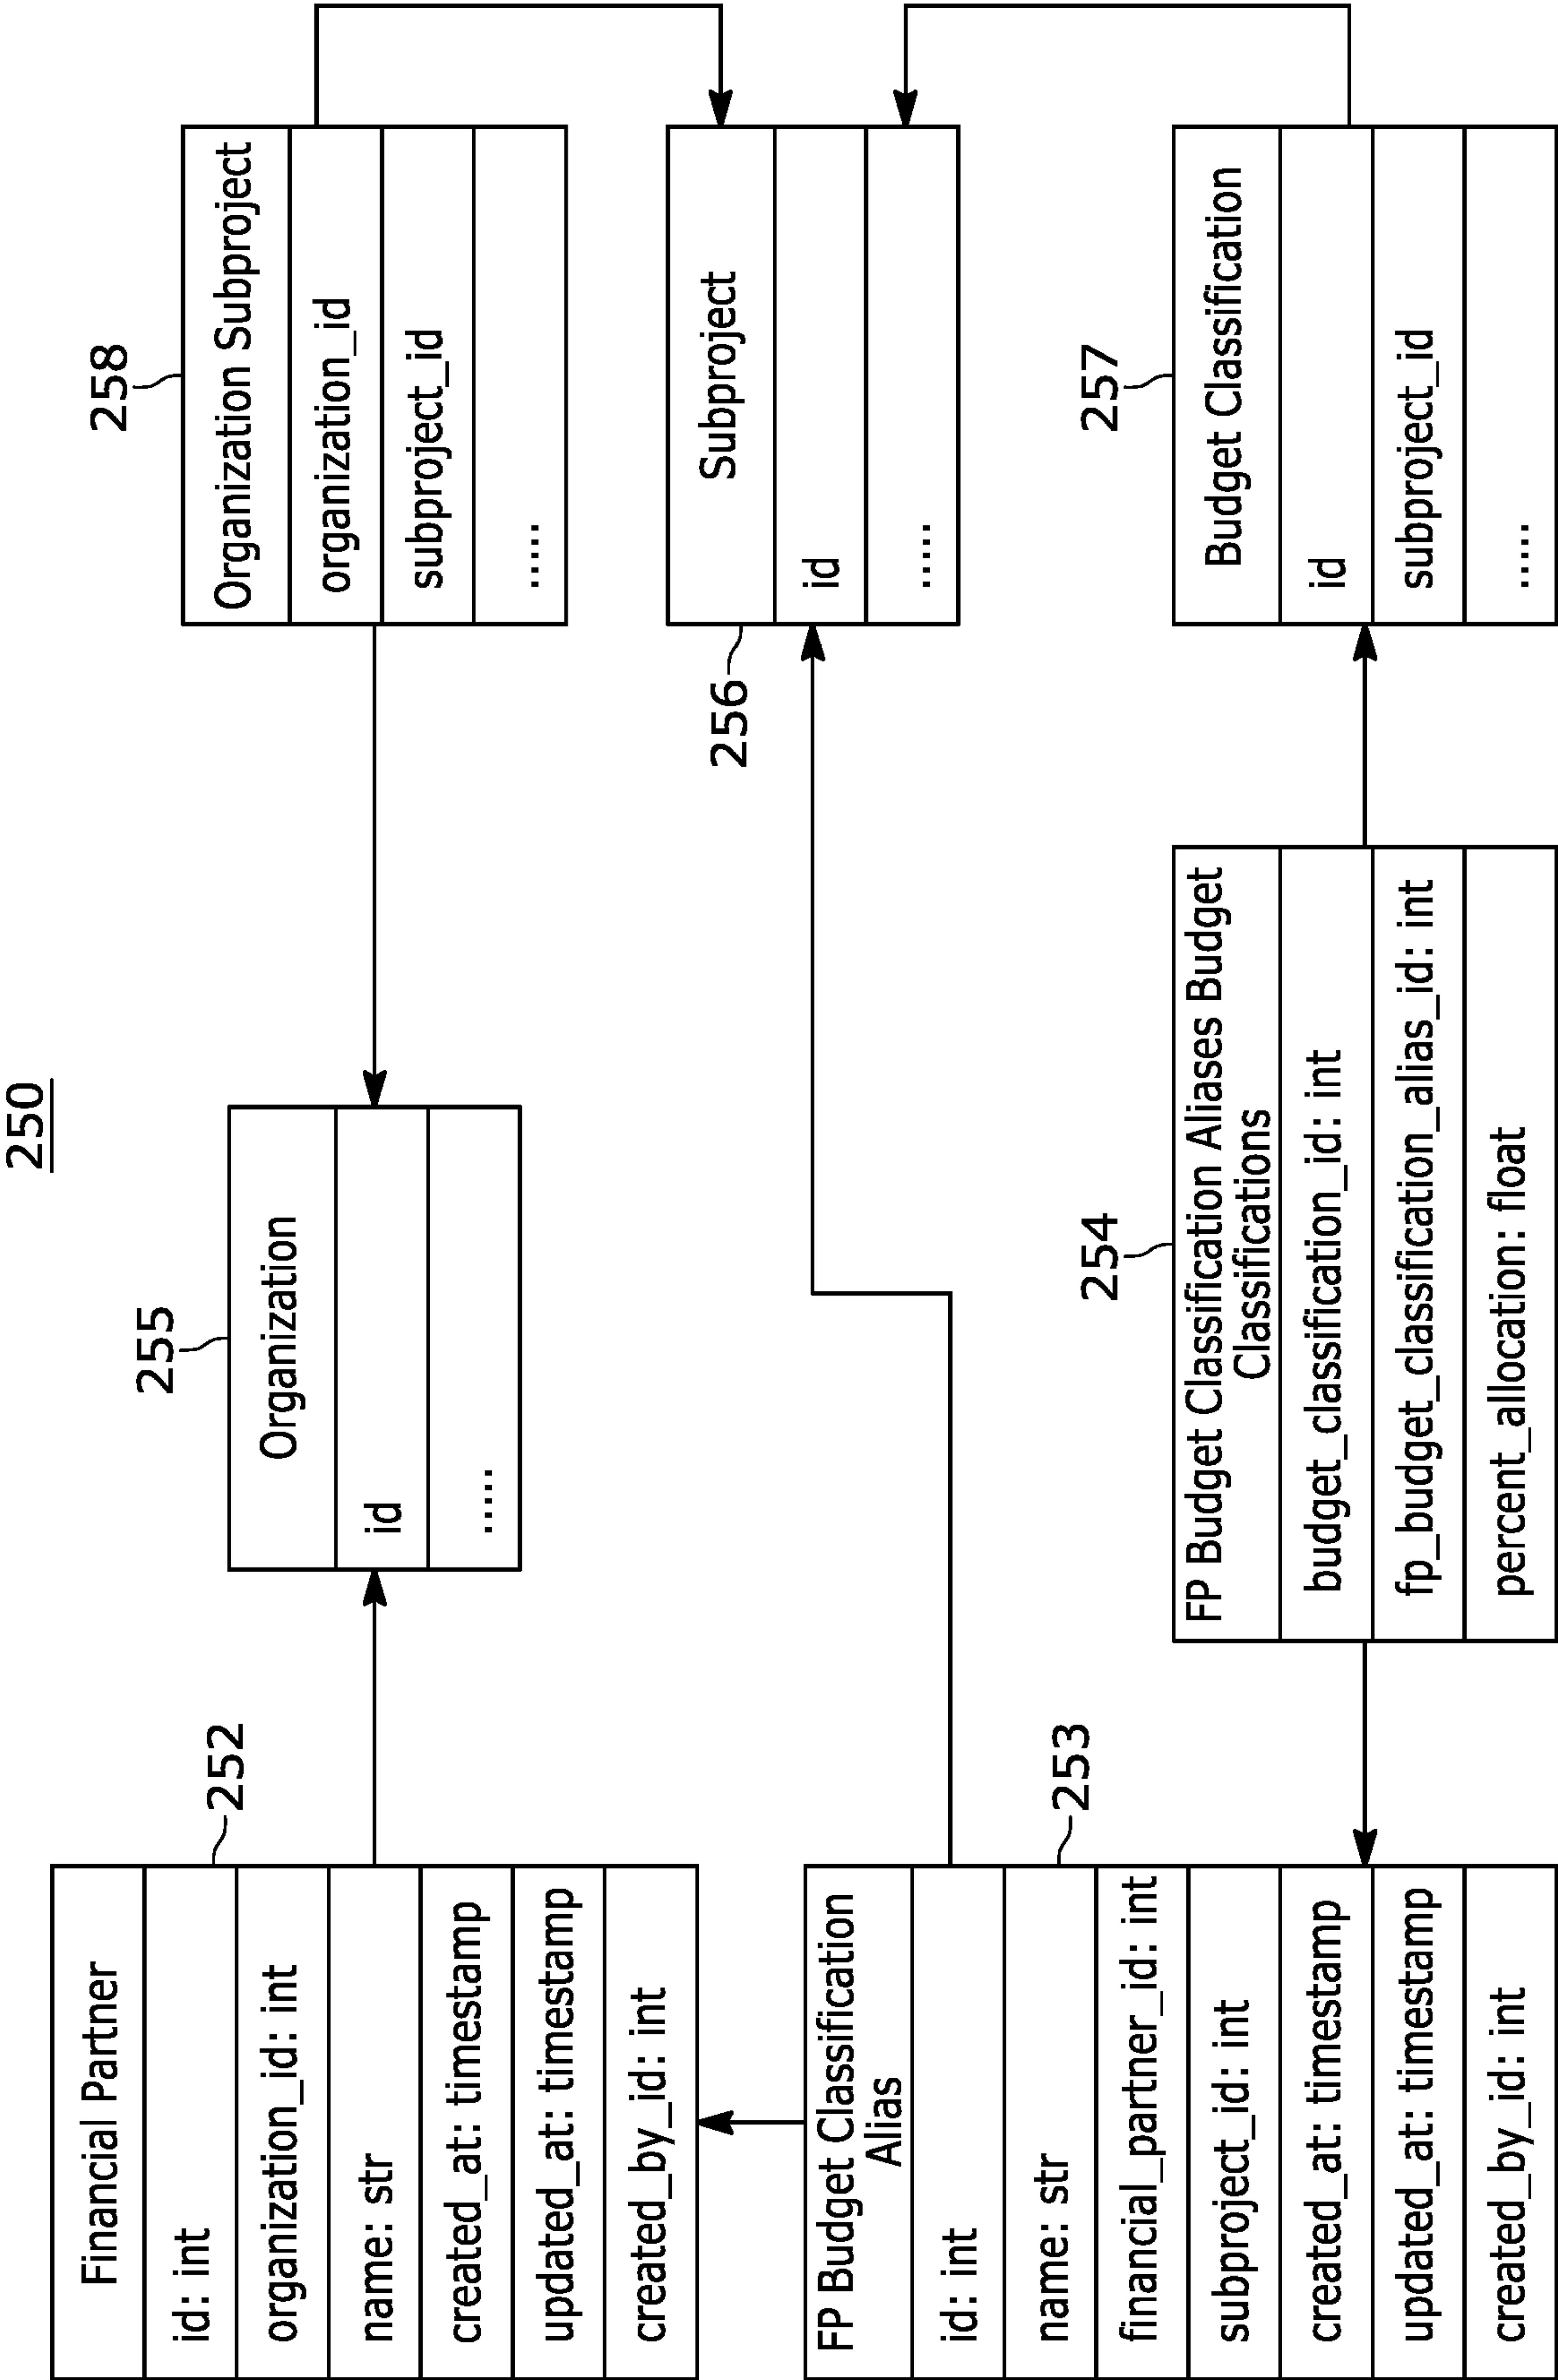 250
Financial Partner
id: int
organization_id: int
name: str
created_at: timestamp
updated_at: timestamp
created_by_id: int
252
255
Organization
id
.....
258
Organization Subproject
organization_id
subproject_id
.....
256
Subproject
id
.....
FP Budget Classification
Alias
id: int
name: str
financial_partner_id: int
subproject_id: int
created_at: timestamp
updated_at: timestamp
created_by_id: int
253
254
FP Budget Classification Aliases Budget
Classifications
budget_classification_id: int
fp_budget_classification_alias_id: int
percent_allocation: float
257
Budget Classification
id
subproject_id
.....